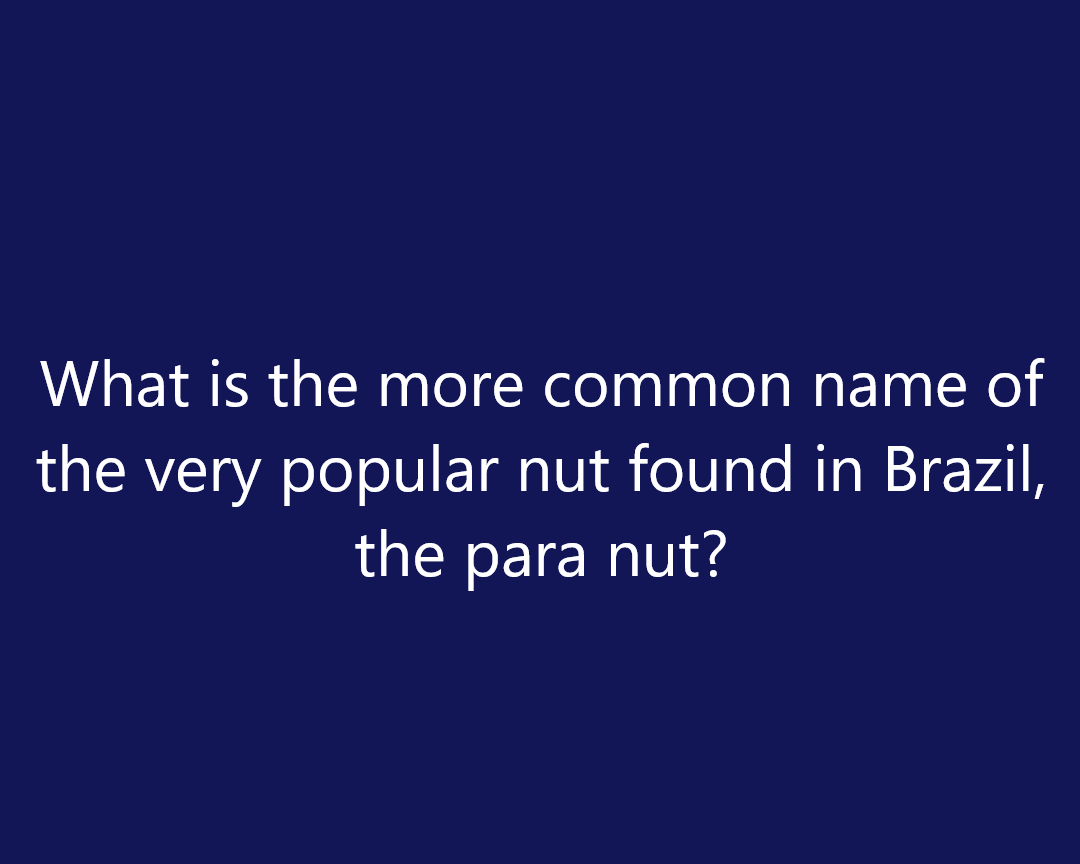 What is the more common name of
the very popular nut found in Brazil,
the para nut?